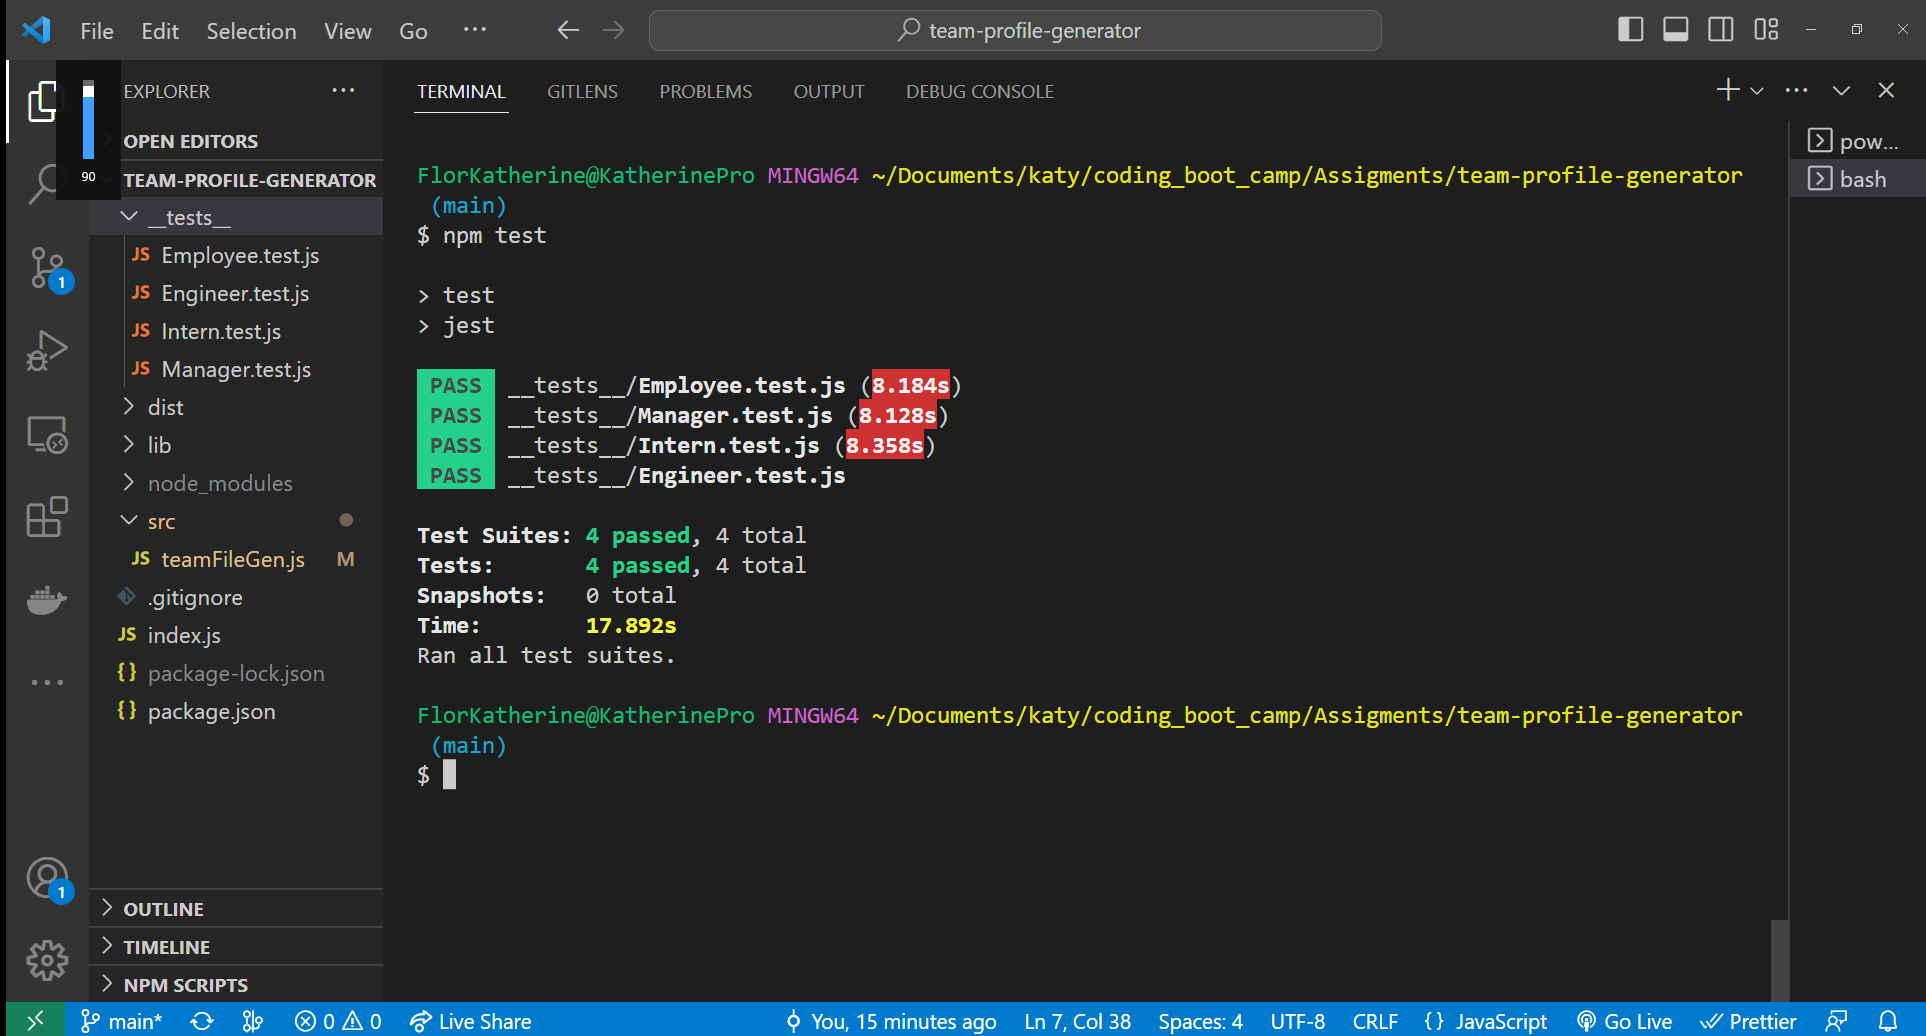 File Edit Selection View Go ··· team-profile-generator
EXPLORER ···
90
OPEN EDITORS
TEAM-PROFILE-GENERATOR
__tests__
JS Employee.test.js
JS Engineer.test.js
JS Intern.test.js
JS Manager.test.js
dist
lib
node_modules
src
JS teamFileGen.js M
.gitignore
JS index.js
{} package-lock.json
{} package.json
OUTLINE
TIMELINE
NPM SCRIPTS
1
1
TERMINAL GITLENS PROBLEMS OUTPUT DEBUG CONSOLE
pow...
bash
FlorKatherine@KatherinePro MINGW64 ~/Documents/katy/coding_boot_camp/Assigments/team-profile-generator
(main)
$ npm test
> test
> jest
PASS __tests__/Employee.test.js (8.184s)
PASS __tests__/Manager.test.js (8.128s)
PASS __tests__/Intern.test.js (8.358s)
PASS __tests__/Engineer.test.js
Test Suites: 4 passed, 4 total
Tests: 4 passed, 4 total
Snapshots: 0 total
Time: 17.892s
Ran all test suites.
FlorKatherine@KatherinePro MINGW64 ~/Documents/katy/coding_boot_camp/Assigments/team-profile-generator
(main)
$
main* 0 0 Live Share You, 15 minutes ago Ln 7, Col 38 Spaces: 4 UTF-8 CRLF {} JavaScript Go Live Prettier